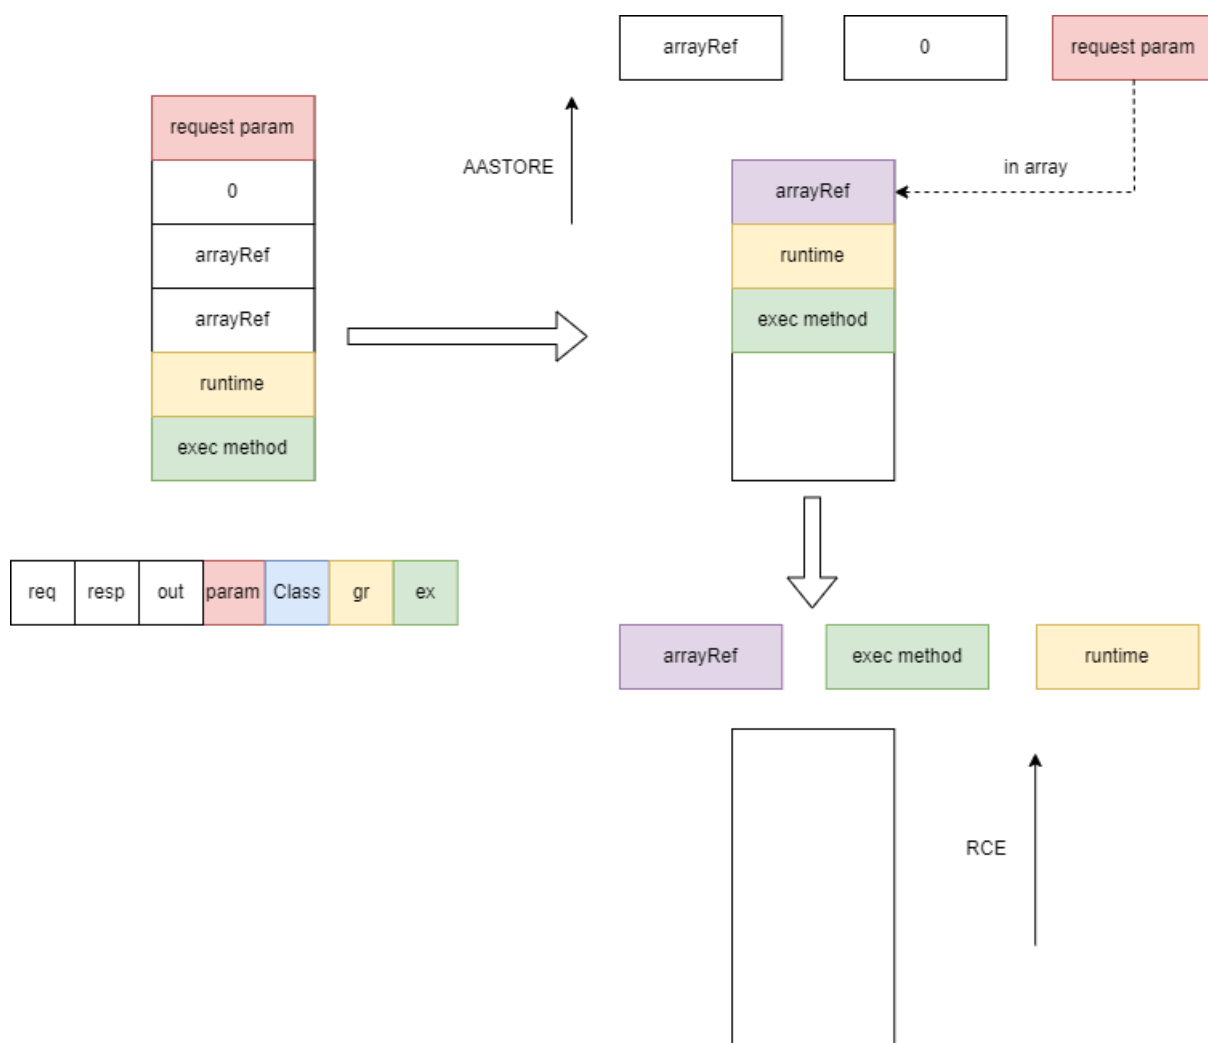 arrayRef
0
request param
request param
0
arrayRef
arrayRef
runtime
exec method
AASTORE
arrayRef
runtime
exec method
in array
req
resp
out
param
Class
gr
ex
arrayRef
exec method
runtime
RCE